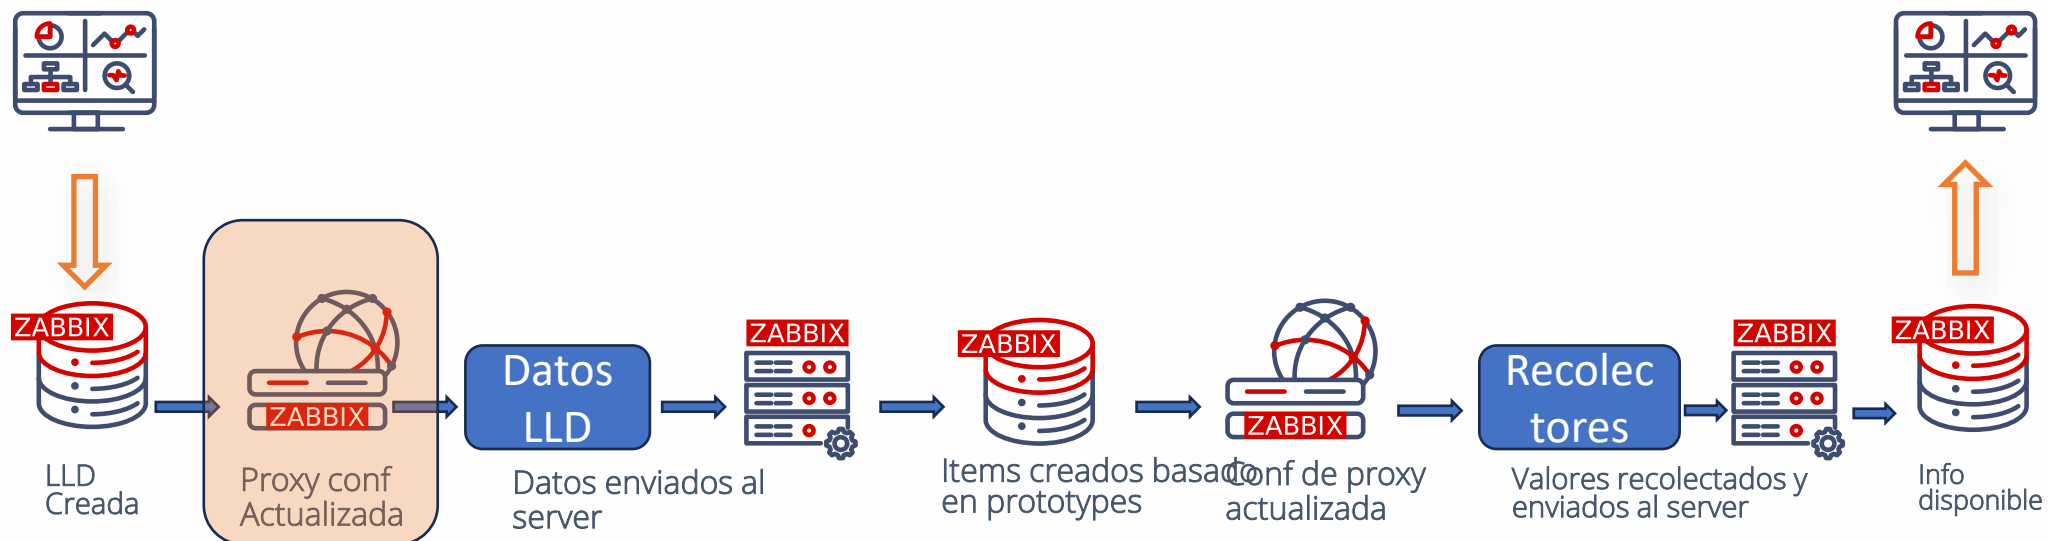 ZABBIX
LLD
Creada
ZABBIX
Proxy conf
Actualizada
Datos
LLD
Datos enviados al
server
ZABBIX
ZABBIX
Items creados basado
en prototypes
ZABBIX
Conf de proxy
actualizada
Recolec
tores
Valores recolectados y
enviados al server
ZABBIX
ZABBIX
Info
disponible